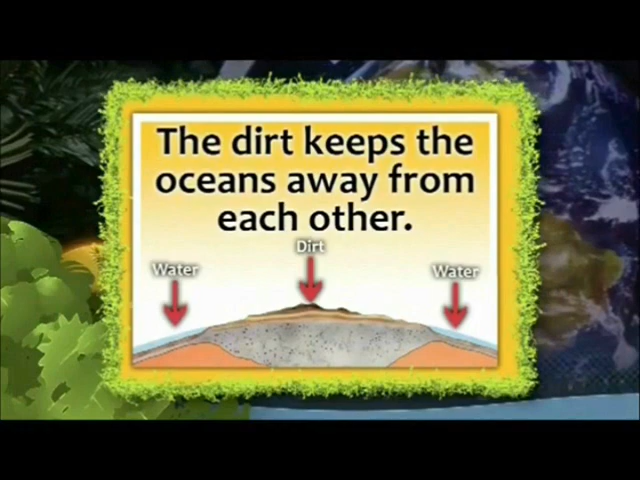 The dirt keeps the
oceans away from
each other.
Dirt
Water
Water